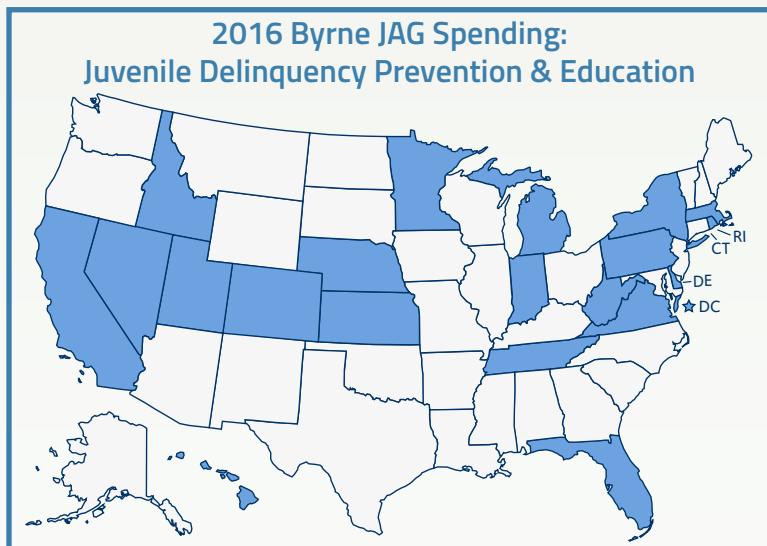 2016 Byrne JAG Spending:
Juvenile Delinquency Prevention & Education
RI
CT
DE
DC